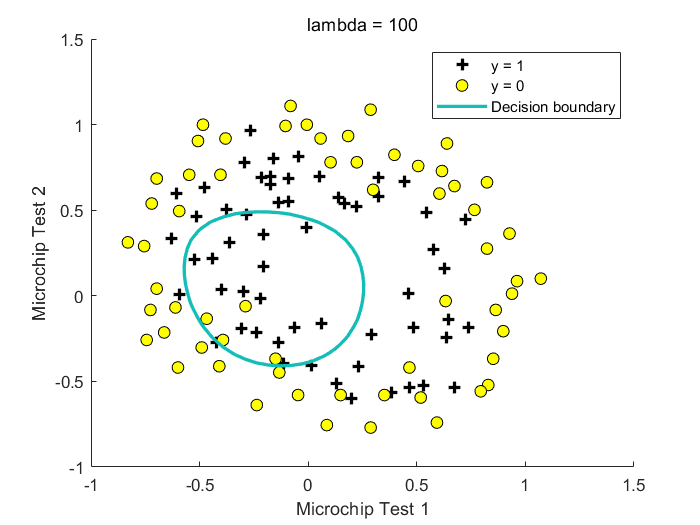 lambda = 100
1.5
y = 1
y = 0
Decision boundary
1
0.5
Microchip Test 2
0
-0.5
-1
-1
-0.5
0
0.5
1
1.5
Microchip Test 1